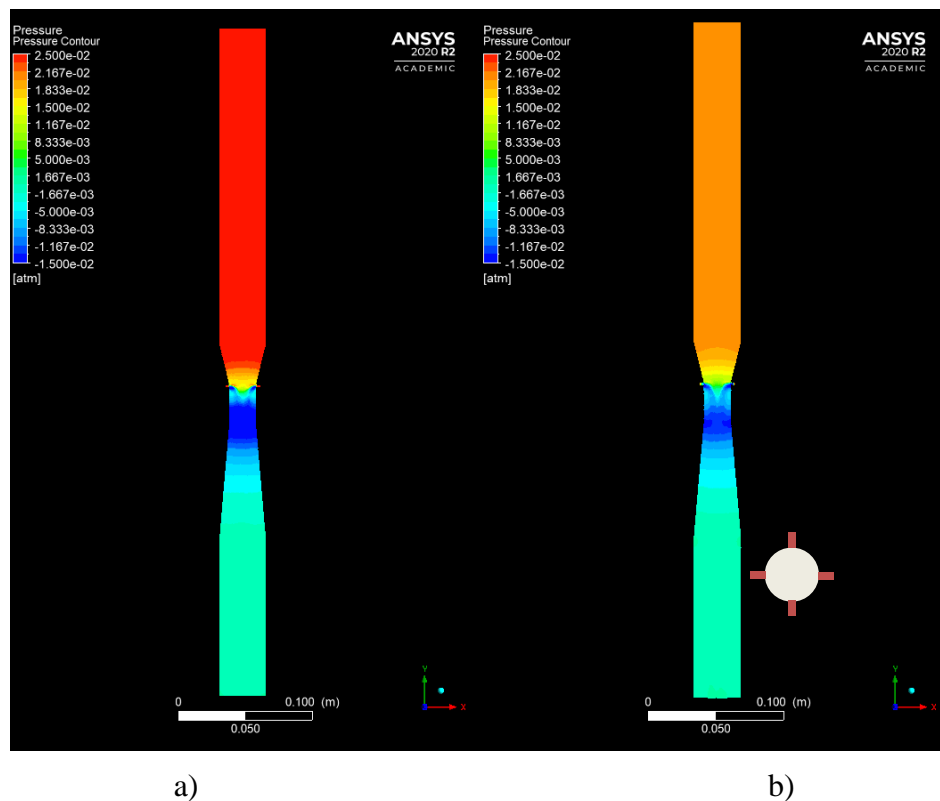 Pressure
Pressure Contour
2.500e-02
2.167e-02
1.833e-02
1.500e-02
1.167e-02
8.333e-03
5.000e-03
1.667e-03
-1.667e-03
-5.000e-03
-8.333e-03
-1.167e-02
-1.500e-02
[atm]
ANSYS
2020 R2
ACADEMIC
0 0.100 (m)
0.050
Y
X
Pressure
Pressure Contour
2.500e-02
2.167e-02
1.833e-02
1.500e-02
1.167e-02
8.333e-03
5.000e-03
1.667e-03
-1.667e-03
-5.000e-03
-8.333e-03
-1.167e-02
-1.500e-02
[atm]
ANSYS
2020 R2
ACADEMIC
0 0.100 (m)
0.050
Y
X
a) b)